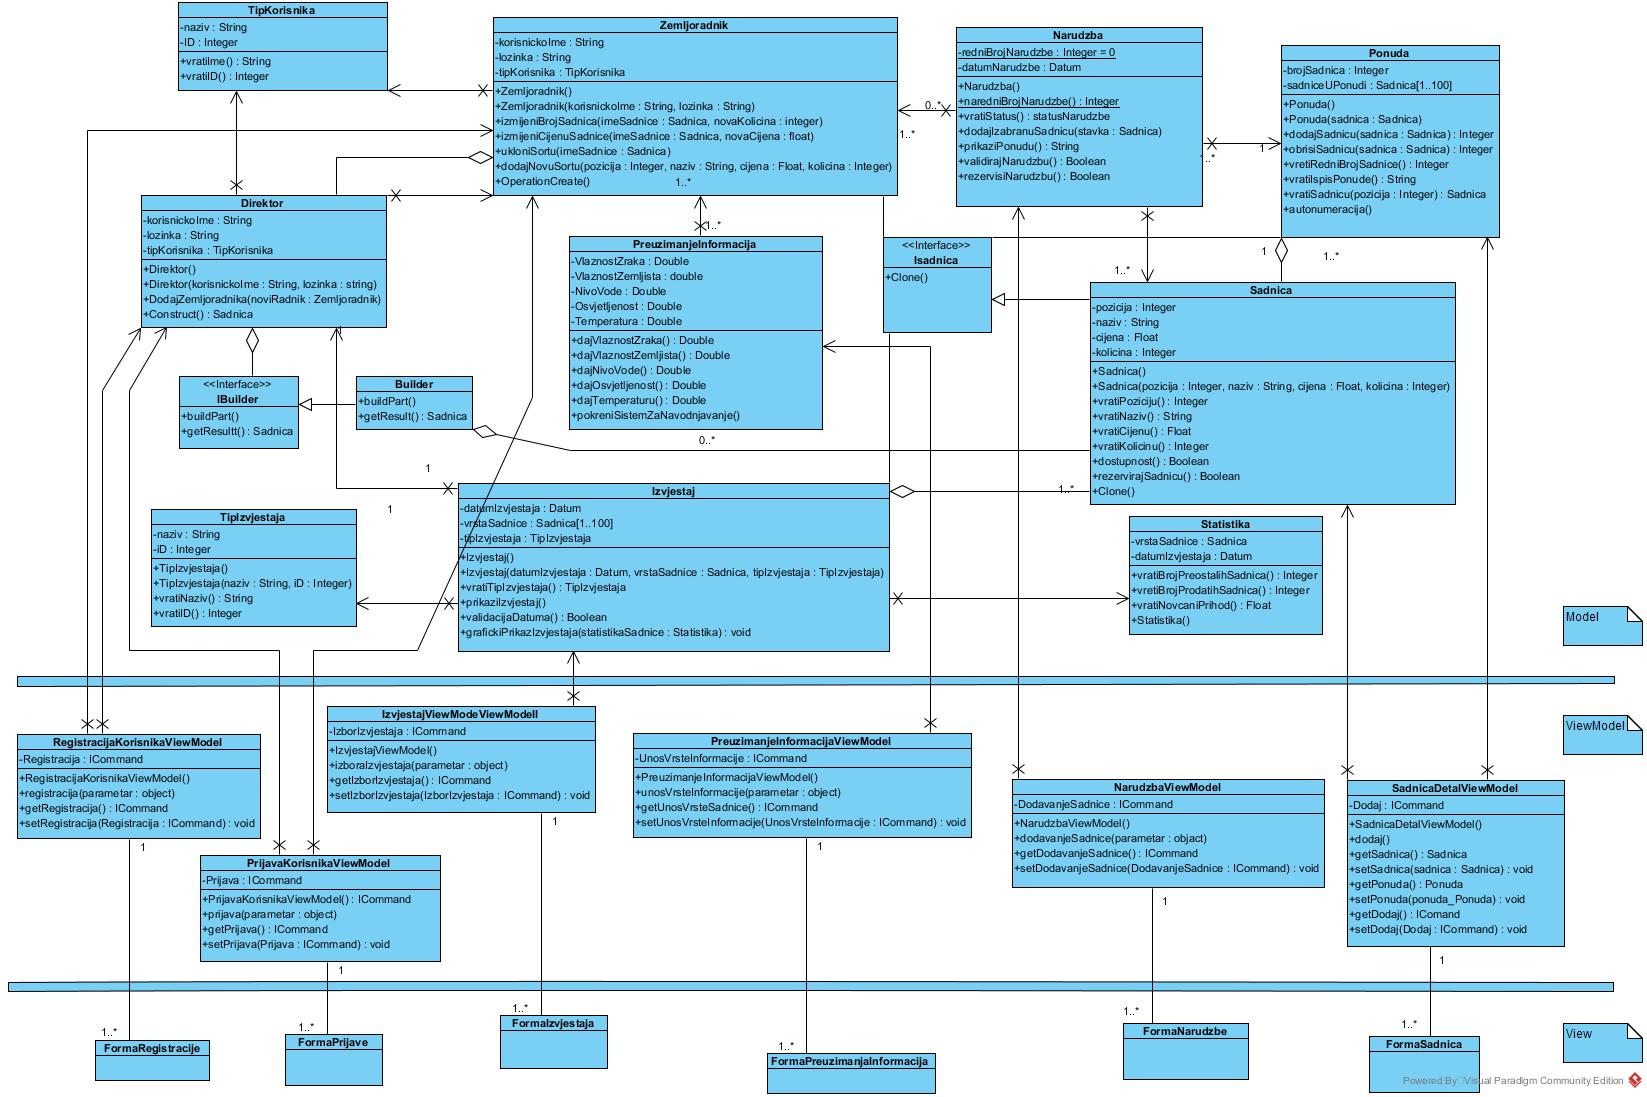 TipKorisnika
-naziv : String
-ID : Integer
+vratiIme() : String
+vratiID() : Integer
Zemljoradnik
-korisnickoIme : String
-lozinka : String
-tipKorisnika : TipKorisnika
+Zemljoradnik()
+Zemljoradnik(korisnickoIme : String, lozinka : String)
+izmijeniBrojSadnica(imeSadnice : Sadnica, novaKolicina : integer)
+izmijeniCijenuSadnice(imeSadnice : Sadnica, novaCijena : float)
+ukloniSortu(imeSadnice : Sadnica)
+dodajNovuSortu(pozicija : Integer, naziv : String, cijena : Float, kolicina : Integer)
+OperationCreate()
1..*
Narudzba
-redniBrojNarudzbe : Integer = 0
-datumNarudzbe : Datum
+Narudzba()
+naredniBrojNarudzbe() : Integer
+vratiStatus() : statusNarudzbe
+dodajIzabranuSadnicu(stavka : Sadnica)
+prikaziPonudu() : String
+validirajNarudzbu() : Boolean
+rezervisiNarudzbu() : Boolean
0..*
1..*
1..*
1
Ponuda
-brojSadnica : Integer
-sadniceUPonudi : Sadnica[1..100]
+Ponuda()
+Ponuda(sadnica : Sadnica)
+dodajSadnicu(sadnica : Sadnica) : Integer
+obrisiSadnicu(sadnica : Sadnica) : Integer
+vretiRedniBrojSadnice() : Integer
+vratiIspisPonude() : String
+vratiSadnicu(pozicija : Integer) : Sadnica
+autonumeracija()
Direktor
-korisnickoIme : String
-lozinka : String
-tipKorisnika : TipKorisnika
+Direktor()
+Direktor(korisnickoIme : String, lozinka : string)
+DodajZemljoradnika(noviRadnik : Zemljoradnik)
+Construct() : Sadnica
1
1..*
PreuzimanjeInformacija
-VlaznostZraka : Double
-VlaznostZemljista : double
-NivoVode : Double
-Osvjetljenost : Double
-Temperatura : Double
+dajVlaznostZraka() : Double
+dajVlaznostZemljista() : Double
+dajNivoVode() : Double
+dajOsvjetljenost() : Double
+dajTemperaturu() : Double
+pokreniSistemZaNavodnjavanje()
0..*
<<Interface>>
Isadnica
+Clone()
1..*
1
1..*
Sadnica
-pozicija : Integer
-naziv : String
-cijena : Float
-kolicina : Integer
+Sadnica()
+Sadnica(pozicija : Integer, naziv : String, cijena : Float, kolicina : Integer)
+vratiPoziciju() : Integer
+vratiNaziv() : String
+vratiCijenu() : Float
+vratiKolicinu() : Integer
+dostupnost() : Boolean
+rezervirajSadnicu() : Boolean
+Clone()
1..*
<<Interface>>
IBuilder
+buildPart()
+getResultt() : Sadnica
Builder
+buildPart()
+getResult() : Sadnica
1
1
TipIzvjestaja
-naziv : String
-iD : Integer
+TipIzvjestaja()
+TipIzvjestaja(naziv : String, iD : Integer)
+vratiNaziv() : String
+vratiID() : Integer
Izvjestaj
-datumIzvjestaja : Datum
-vrstaSadnice : Sadnica[1..100]
-tipIzvjestaja : TipIzvjestaja
+Izvjestaj()
+Izvjestaj(datumIzvjestaja : Datum, vrstaSadnice : Sadnica, tipIzvjestaja : TipIzvjestaja)
+vratiTipIzvjestaja() : TipIzvjestaja
+prikaziIzvjestaj()
+validacijaDatuma() : Boolean
+grafickiPrikazIzvjestaja(statistikaSadnice : Statistika) : void
Statistika
-vrstaSadnice : Sadnica
-datumIzvjestaja : Datum
+vratiBrojPreostalihSadnica() : Integer
+vretiBrojProdatihSadnica() : Integer
+vratiNovcaniPrihod() : Float
+Statistika()
Model
ViewModel
RegistracijaKorisnikaViewModel
-Registracija : ICommand
+RegistracijaKorisnikaViewModel()
+registracija(parametar : object)
+getRegistracija() : ICommand
+setRegistracija(Registracija : ICommand) : void
1
IzvjestajViewModeViewModell
-IzborIzvjestaja : ICommand
+IzvjestajViewModel()
+izboraIzvjestaja(parametar : object)
+getIzborIzvjestaja() : ICommand
+setIzborIzvjestaja(IzborIzvjestaja : ICommand) : void
1
PreuzimanjeInformacijaViewModel
-UnosVrsteInformacije : ICommand
+PreuzimanjeInformacijaViewModel()
+unosVrsteInformacije(parametar : object)
+getUnosVrsteSadnice() : ICommand
+setUnosVrsteInformacije(UnosVrsteInformacije : ICommand) : void
1
NarudzbaViewModel
-DodavanjeSadnice : ICommand
+NarudzbaViewModel()
+dodavanjeSadnice(parametar : objact)
+getDodavanjeSadnice() : ICommand
+setDodavanjeSadnice(DodavanjeSadnice : ICommand) : void
1
SadnicaDetalViewModel
-Dodaj : ICommand
+SadnicaDetalViewModel()
+dodaj()
+getSadnica() : Sadnica
+setSadnica(sadnica : Sadnica) : void
+getPonuda() : Ponuda
+setPonuda(ponuda_Ponuda) : void
+getDodaj() : IComand
+setDodaj(Dodaj : ICommand) : void
1
PrijavaKorisnikaViewModel
-Prijava : ICommand
+PrijavaKorisnikaViewModel() : ICommand
+prijava(parametar : object)
+getPrijava() : ICommand
+setPrijava(Prijava : ICommand) : void
1
1..*
FormaRegistracije
1..*
FormaPrijave
1..*
FormaIzvjestaja
1..*
FormaPreuzimanjaInformacija
1..*
FormaNarudzbe
1..*
FormaSadnica
View
Powered By Visual Paradigm Community Edition